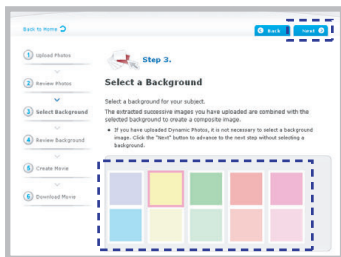 Back to Home
Back
Next
1 Upload Photos
2 Review Photos
3 Select Background
4 Review Background
5 Create Movie
6 Download Movie
Step 3.
Select a Background
Select a background for your subject.
The extracted successive images you have uploaded are combined with the
selected background to create a composite image.
• If you have uploaded Dynamic Photos, it is not necessary to select a background
image. Click the "Next" button to advance to the next step without selecting a
background.